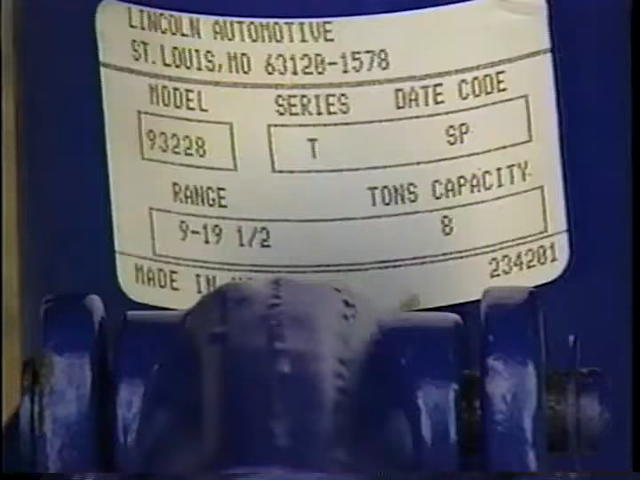 LINCOLN AUTOMOTIVE
ST. LOUIS, MO 63120-1578
MODEL SERIES DATE CODE
93228 T SP
RANGE TONS CAPACITY
9-19 1/2 8
MADE IN
234201